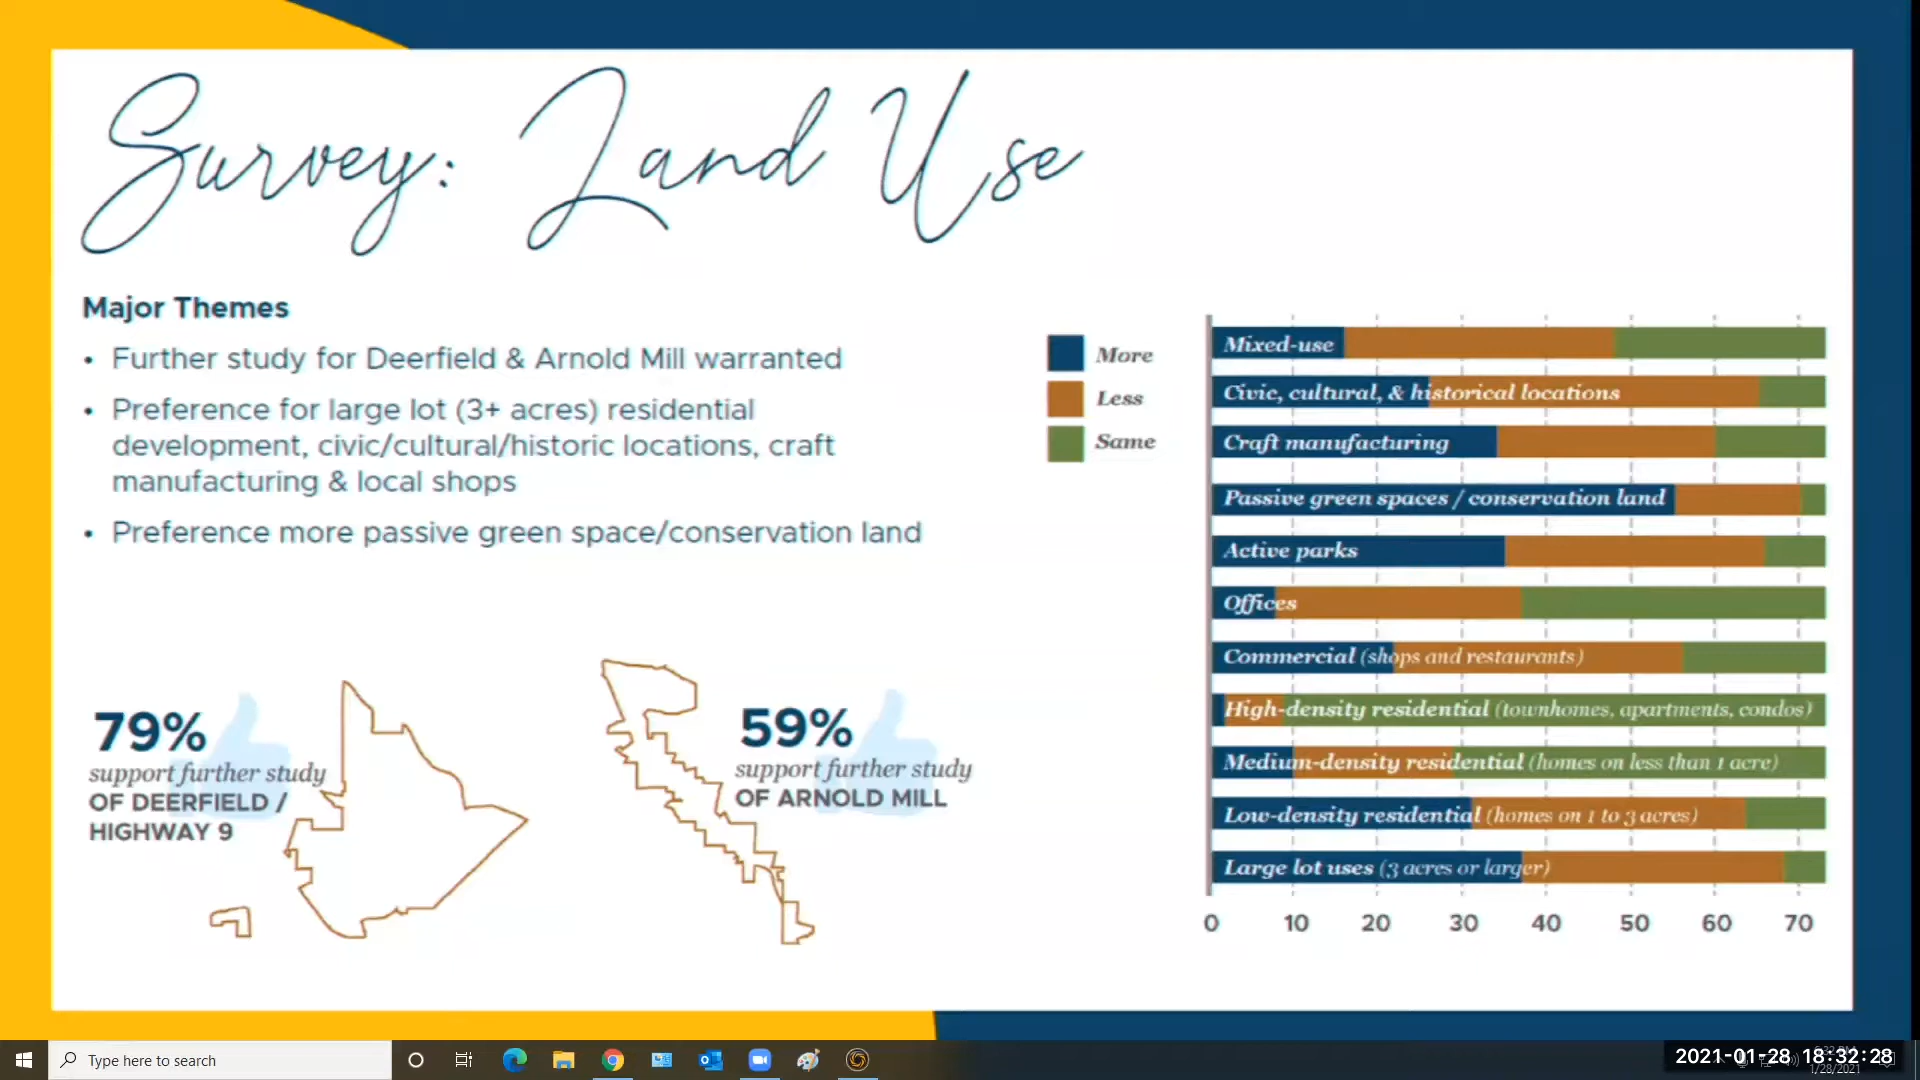 Survey: Land Use
Major Themes
• Further study for Deerfield & Arnold Mill warranted
• Preference for large lot (3+ acres) residential
development, civic/cultural/historic locations, craft
manufacturing & local shops
• Preference more passive green space/conservation land
79%
support further study
OF DEERFIELD /
HIGHWAY 9
59%
support further study
OF ARNOLD MILL
More
Less
Same
Mixed-use
Civic, cultural, & historical locations
Craft manufacturing
Passive green spaces / conservation land
Active parks
Offices
Commercial (shops and restaurants)
High-density residential (townhomes, apartments, condos)
Medium-density residential (homes on less than 1 acre)
Low-density residential (homes on 1 to 3 acres)
Large lot uses (3 acres or larger)
0 10 20 30 40 50 60 70
Type here to search
2021-01-28 18:32:28
1/28/2021